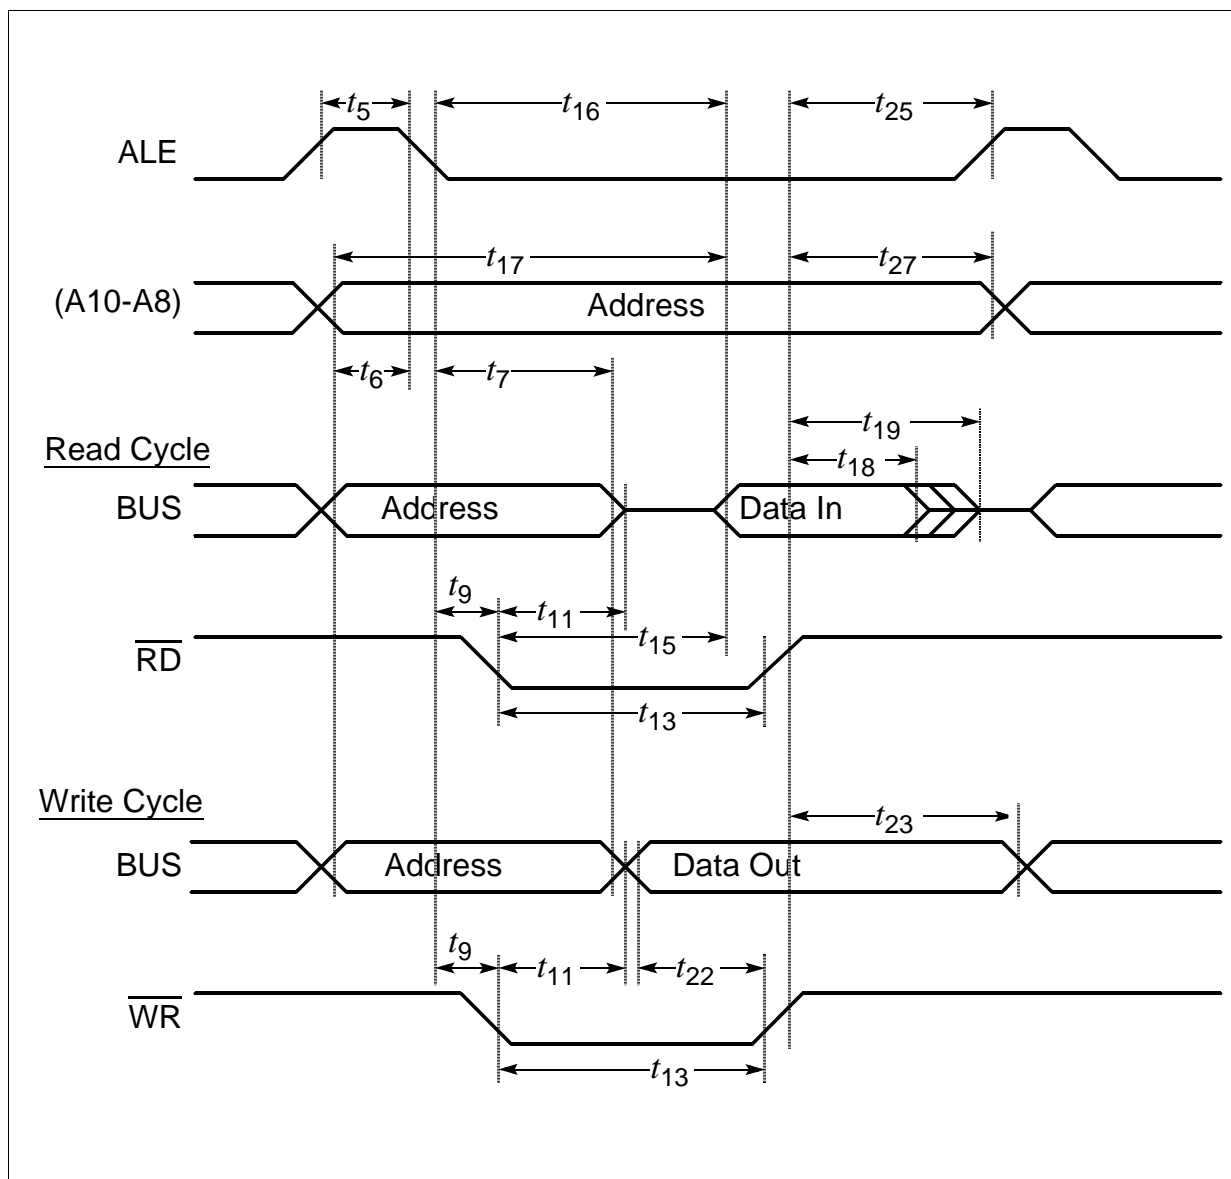 t5
t16
t25
ALE
t17
t27
(A10-A8)
Address
t6
t7
t19
Read Cycle
t18
BUS
Address
Data In
t9
t11
t15
RD
t13
Write Cycle
t23
BUS
Address
Data Out
t9
t11
t22
WR
t13